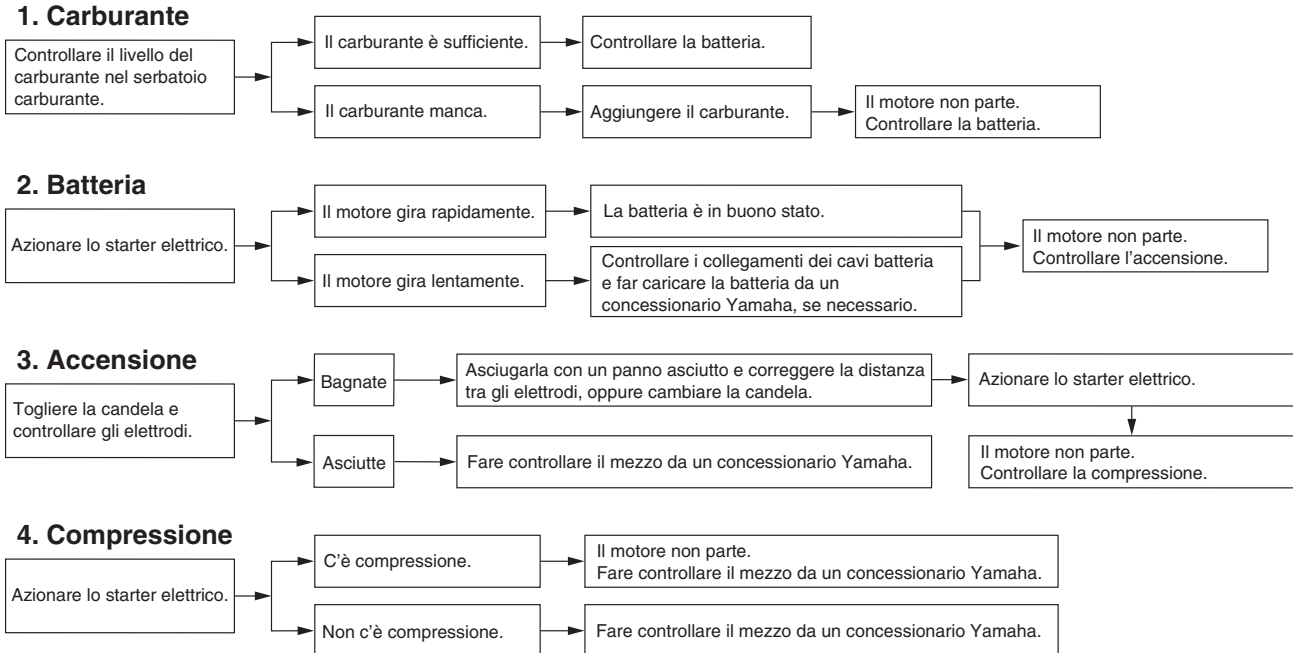 1. Carburante
Controllare il livello del
carburante nel serbatoio
carburante.
Il carburante è sufficiente.
Controllare la batteria.
Il carburante manca.
Aggiungere il carburante.
Il motore non parte.
Controllare la batteria.
2. Batteria
Azionare lo starter elettrico.
Il motore gira rapidamente.
La batteria è in buono stato.
Il motore gira lentamente.
Controllare i collegamenti dei cavi batteria
e far caricare la batteria da un
concessionario Yamaha, se necessario.
Il motore non parte.
Controllare l’accensione.
3. Accensione
Togliere la candela e
controllare gli elettrodi.
Bagnate
Asciugarla con un panno asciutto e correggere la distanza
tra gli elettrodi, oppure cambiare la candela.
Azionare lo starter elettrico.
Il motore non parte.
Controllare la compressione.
Asciutte
Fare controllare il mezzo da un concessionario Yamaha.
4. Compressione
Azionare lo starter elettrico.
C’è compressione.
Il motore non parte.
Fare controllare il mezzo da un concessionario Yamaha.
Non c’è compressione.
Fare controllare il mezzo da un concessionario Yamaha.